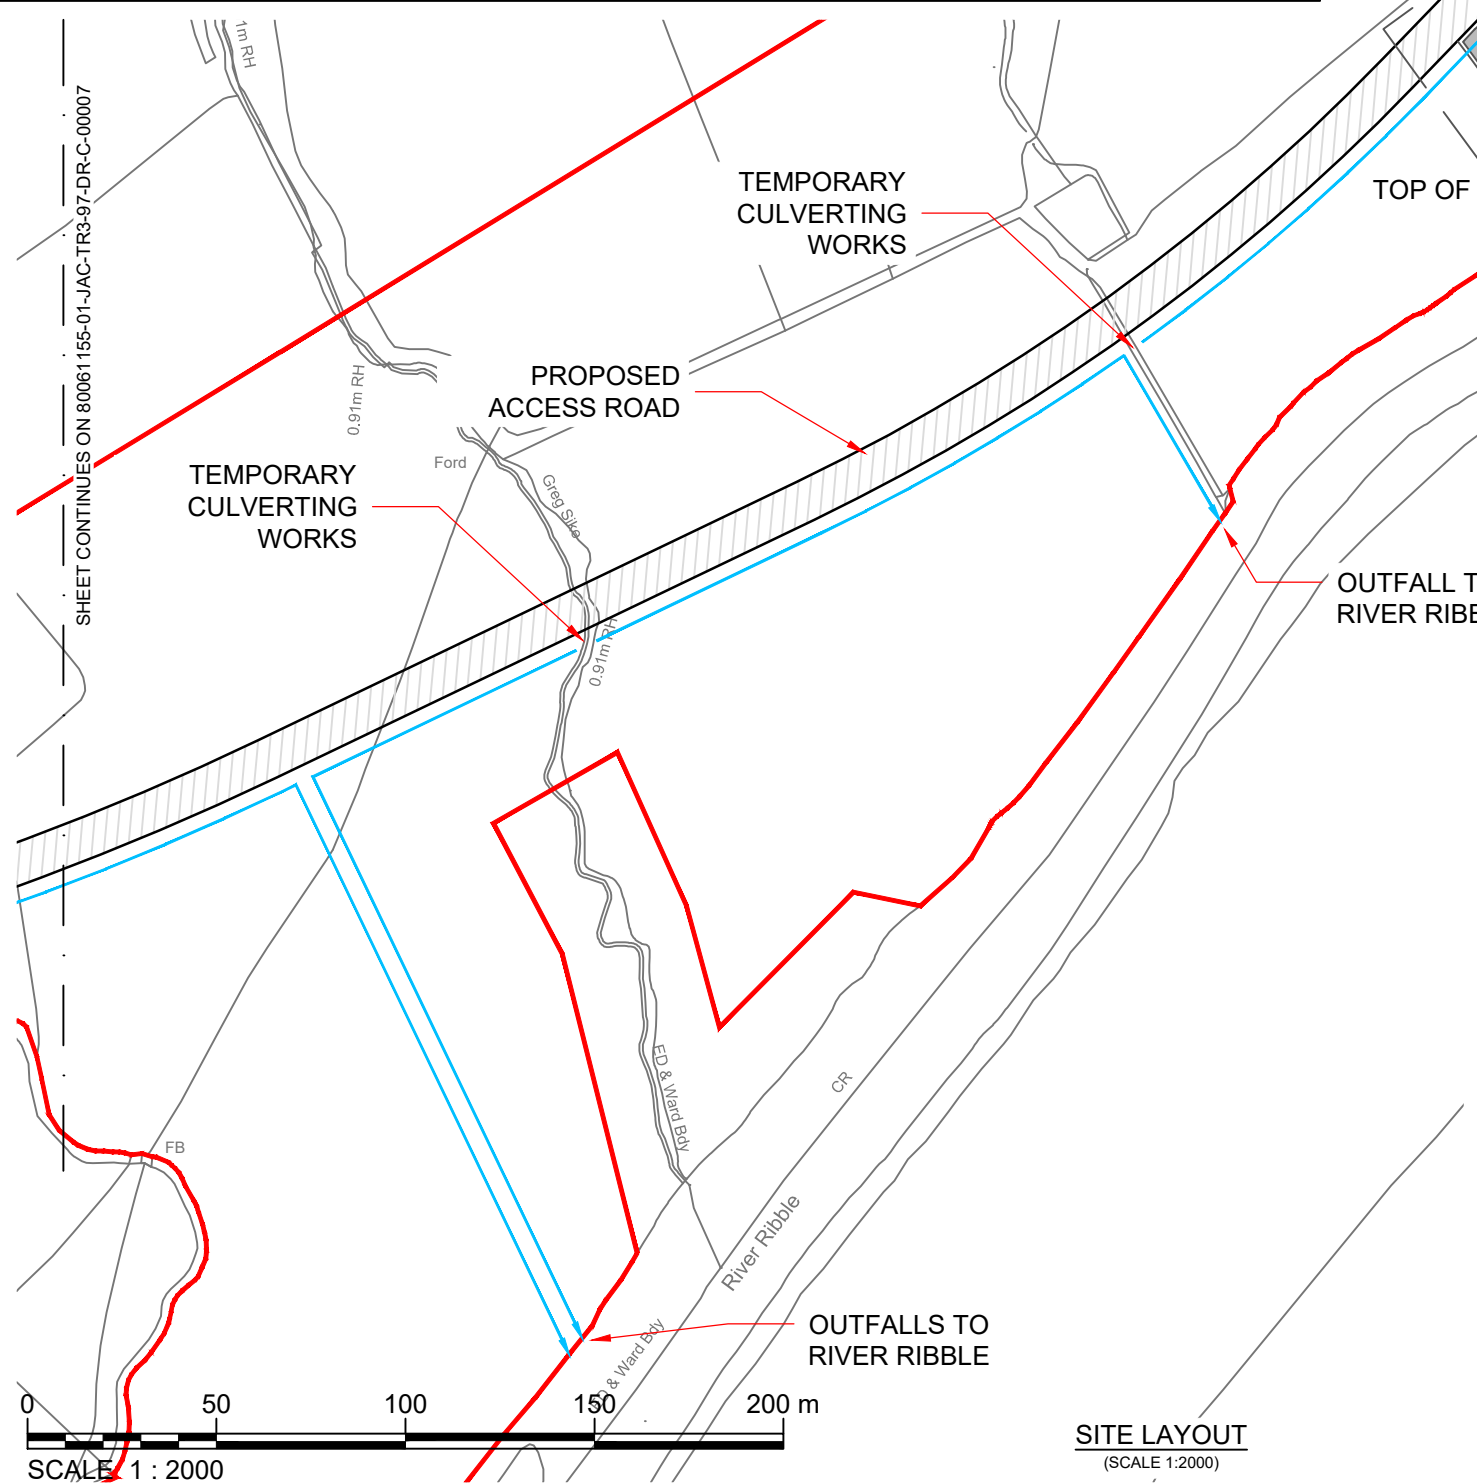 1m RH
SHEET CONTINUES ON 80061155-01-JAC-TR3-97-DR-C-00007
TEMPORARY
CULVERTING
WORKS
TOP OF
PROPOSED
ACCESS ROAD
0.91m RH
Ford
Greg Sike
TEMPORARY
CULVERTING
WORKS
OUTFALL T
RIVER RIBB
0.91m RH
ED & Ward Bdy
CR
FB
River Ribble
OUTFALLS TO
RIVER RIBBLE
ED & Ward Bdy
0 50 100 150 200 m
SCALE 1 : 2000
SITE LAYOUT
(SCALE 1:2000)